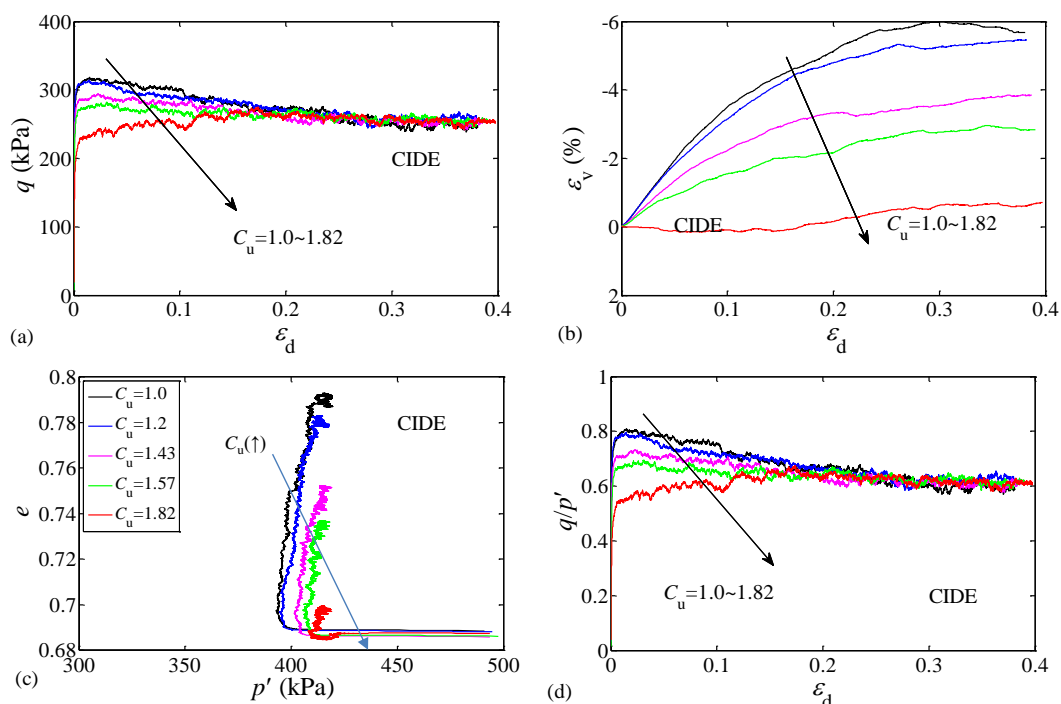 400
300
200
100
0
q (kPa)
CIDE
C_u=1.0~1.82
0
0.1
0.2
0.3
0.4
ε_d
(a)
-6
-4
-2
0
2
ε_v (%)
CIDE
C_u=1.0~1.82
0
0.1
0.2
0.3
0.4
ε_d
(b)
0.8
0.78
0.76
0.74
0.72
0.7
0.68
e
C_u=1.0
C_u=1.2
C_u=1.43
C_u=1.57
C_u=1.82
CIDE
C_u(↑)
300
350
400
450
500
p′ (kPa)
(c)
1
0.8
0.6
0.4
0.2
0
q/p′
C_u=1.0~1.82
CIDE
0
0.1
0.2
0.3
0.4
ε_d
(d)